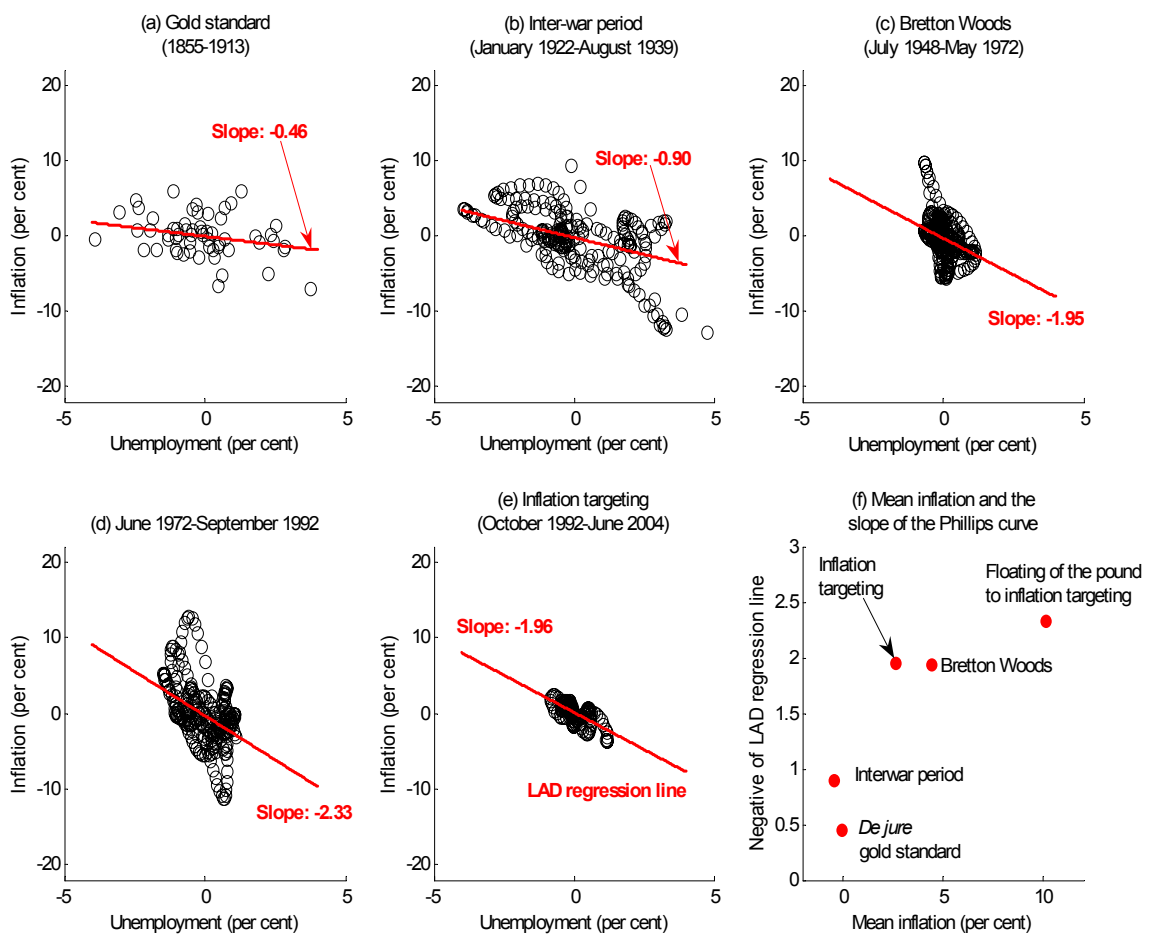 (a) Gold standard
(1855-1913)
20
10
0
-10
-20
-5
0
5
Inflation (per cent)
Unemployment (per cent)
Slope: -0.46
(b) Inter-war period
(January 1922-August 1939)
20
10
0
-10
-20
-5
0
5
Inflation (per cent)
Unemployment (per cent)
Slope: -0.90
(c) Bretton Woods
(July 1948-May 1972)
20
10
0
-10
-20
-5
0
5
Inflation (per cent)
Unemployment (per cent)
Slope: -1.95
(d) June 1972-September 1992
20
10
0
-10
-20
-5
0
5
Inflation (per cent)
Unemployment (per cent)
Slope: -2.33
(e) Inflation targeting
(October 1992-June 2004)
20
10
0
-10
-20
-5
0
5
Inflation (per cent)
Unemployment (per cent)
Slope: -1.96
LAD regression line
(f) Mean inflation and the
slope of the Phillips curve
3
2.5
2
1.5
1
0.5
0
0
5
10
Negative of LAD regression line
Mean inflation (per cent)
Inflation
targeting
Floating of the pound
to inflation targeting
Bretton Woods
Interwar period
De jure
gold standard